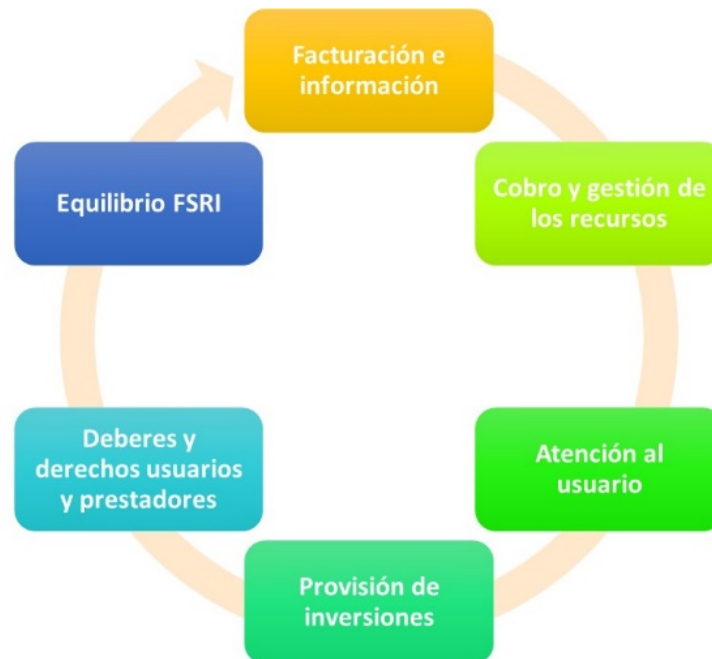 Facturación e
información
Cobro y gestión de
los recursos
Atención al
usuario
Provisión de
inversiones
Deberes y
derechos usuarios
y prestadores
Equilibrio FSRI